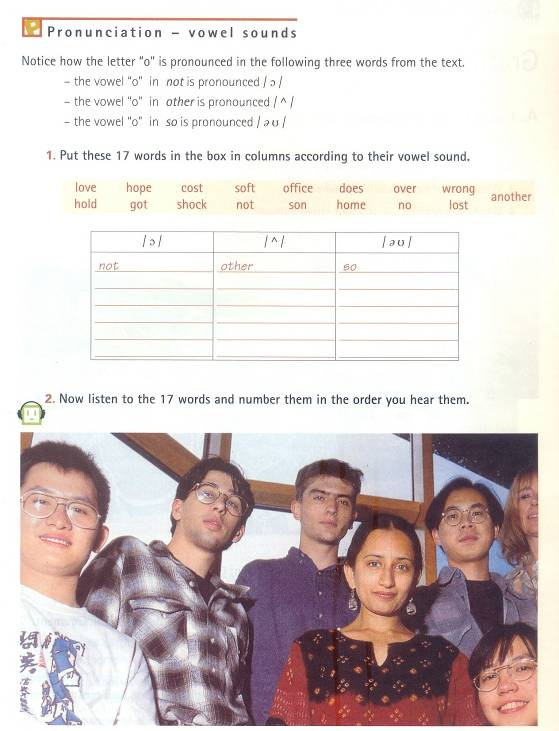 Pronunciation – vowel sounds
Notice how the letter "o" is pronounced in the following three words from the text.
– the vowel "o" in not is pronounced / ɔ /
– the vowel "o" in other is pronounced / ^ /
– the vowel "o" in so is pronounced / əʊ /
1. Put these 17 words in the box in columns according to their vowel sound.
love hope cost soft office does over wrong another
hold got shock not son home no lost
/ɔ/ /^/ /əʊ/
not other so
2. Now listen to the 17 words and number them in the order you hear them.